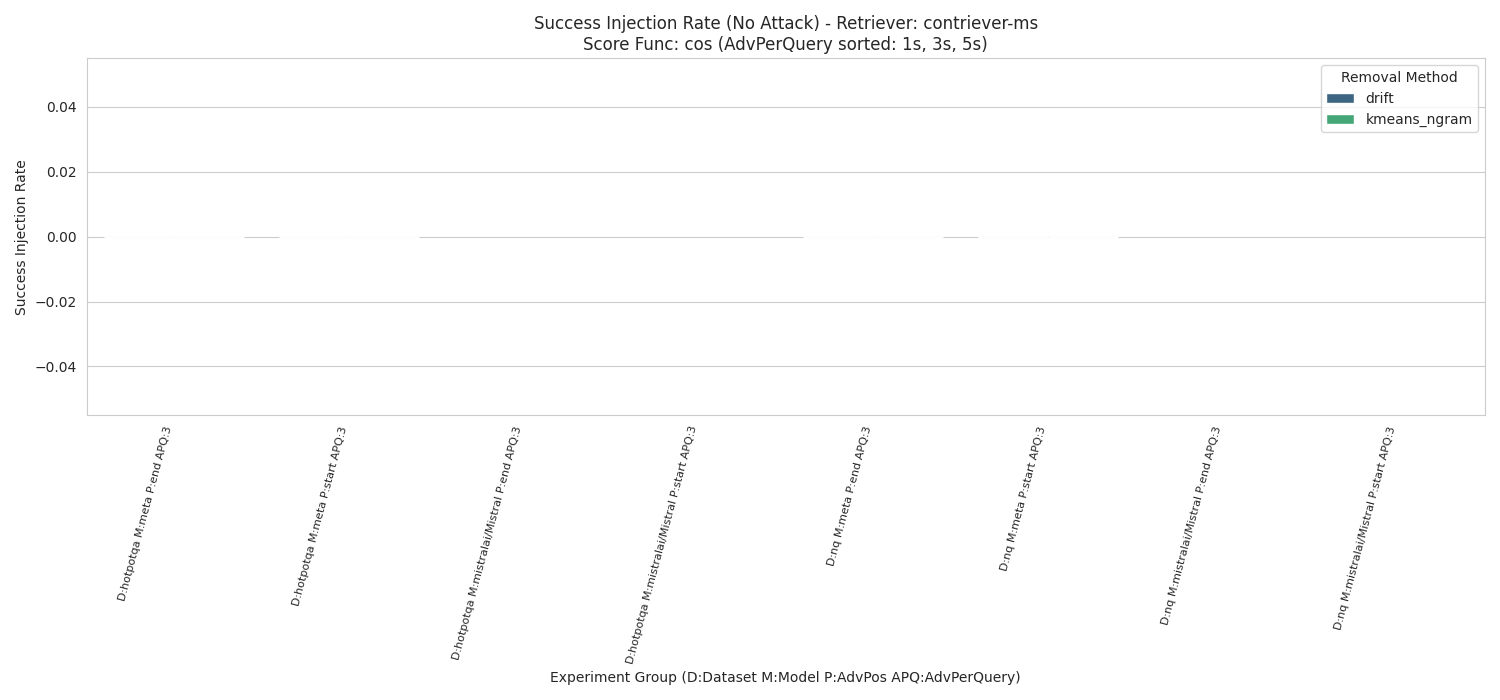 Success Injection Rate (No Attack) - Retriever: contriever-ms
Score Func: cos (AdvPerQuery sorted: 1s, 3s, 5s)
Removal Method
drift
kmeans_ngram
Success Injection Rate
0.04
0.02
0.00
−0.02
−0.04
D:hotpotqa M:meta P:end APQ:3
D:hotpotqa M:meta P:start APQ:3
D:hotpotqa M:mistralai/Mistral P:end APQ:3
D:hotpotqa M:mistralai/Mistral P:start APQ:3
D:nq M:meta P:end APQ:3
D:nq M:meta P:start APQ:3
D:nq M:mistralai/Mistral P:end APQ:3
D:nq M:mistralai/Mistral P:start APQ:3
Experiment Group (D:Dataset M:Model P:AdvPos APQ:AdvPerQuery)